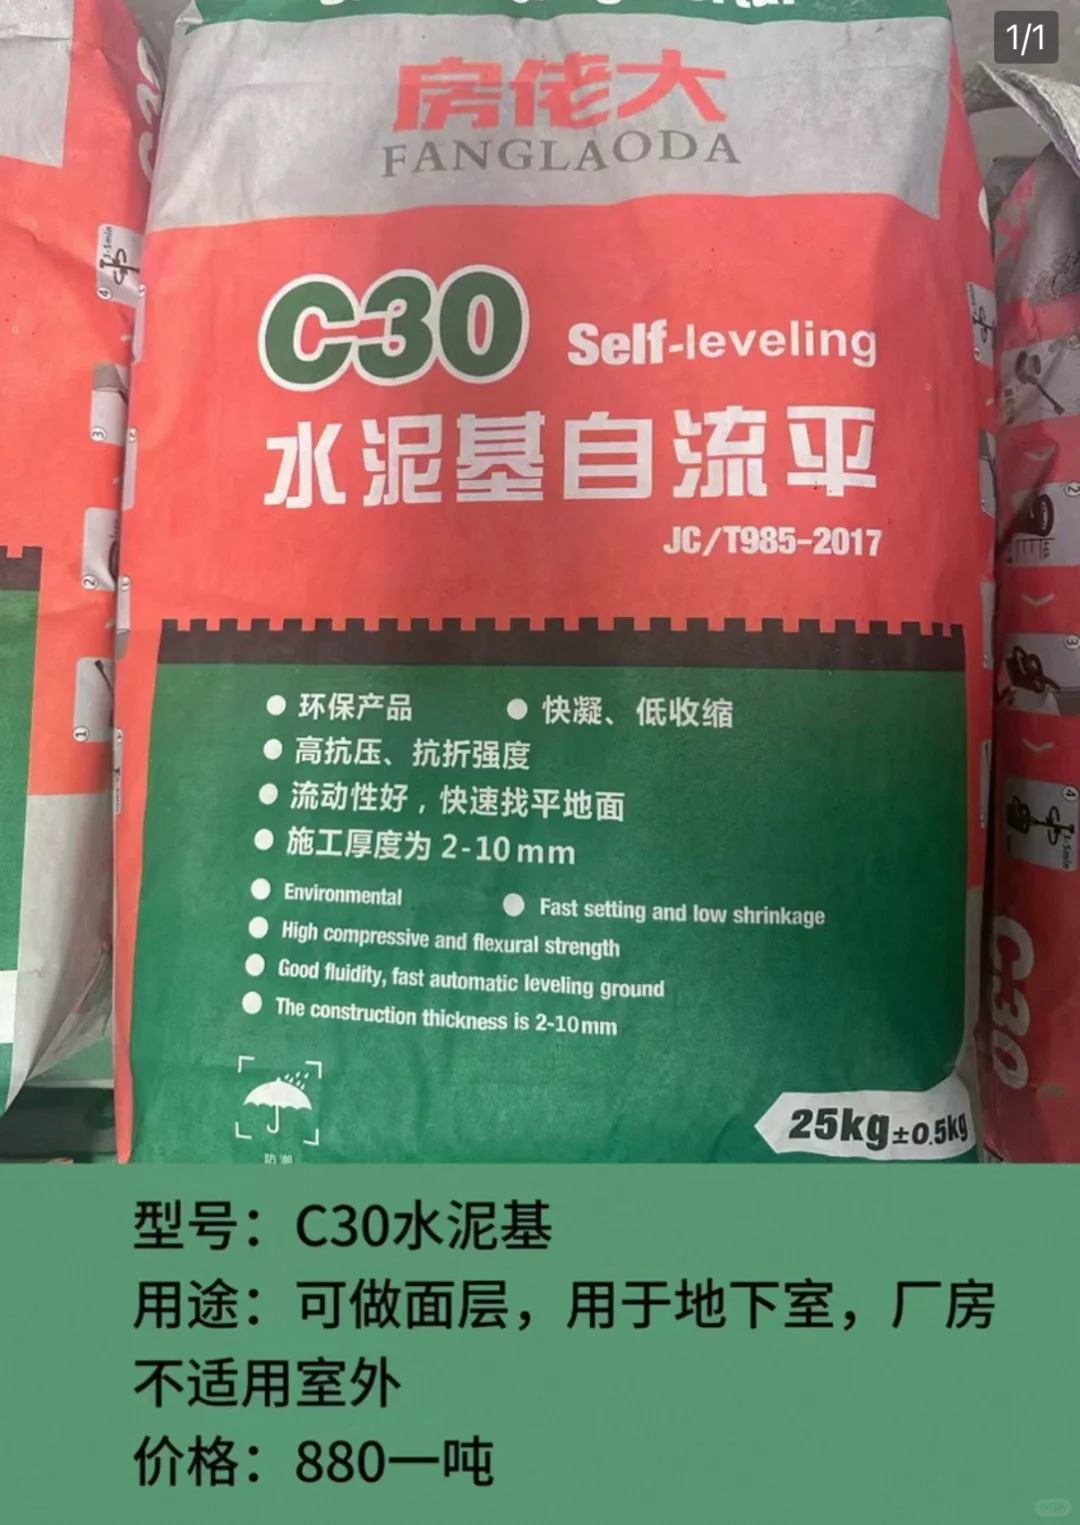 1/1
房佬大
FANGLAODA
C30 Self-leveling
水泥基自流平
JC/T985-2017
环保产品
快凝、低收缩
高抗压、抗折强度
流动性好，快速找平地面
施工厚度为 2-10mm
Environmental
Fast setting and low shrinkage
High compressive and flexural strength
Good fluidity, fast automatic leveling ground
The construction thickness is 2-10mm
防潮
25kg±0.5kg
C30
型号：C30水泥基
用途：可做面层，用于地下室，厂房
不适用室外
价格：880一吨